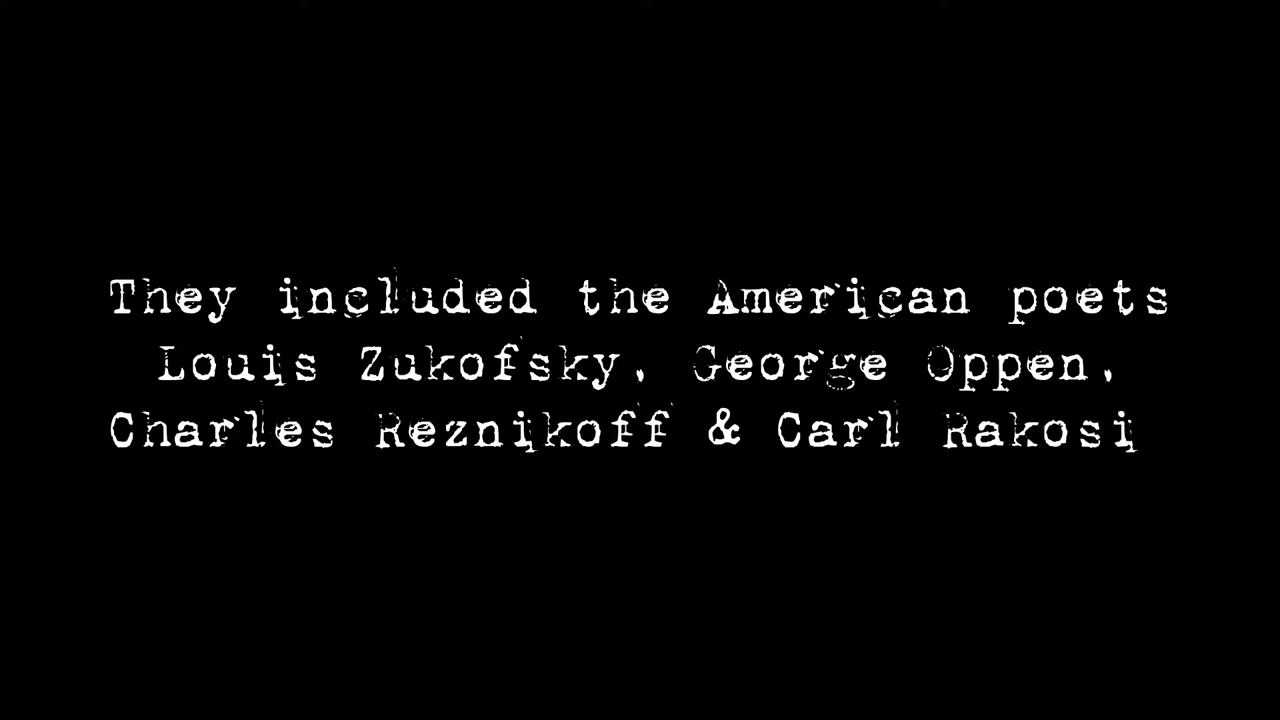 They included the American poets
Louis Zukofsky, George Oppen,
Charles Reznikoff & Carl Rakosi